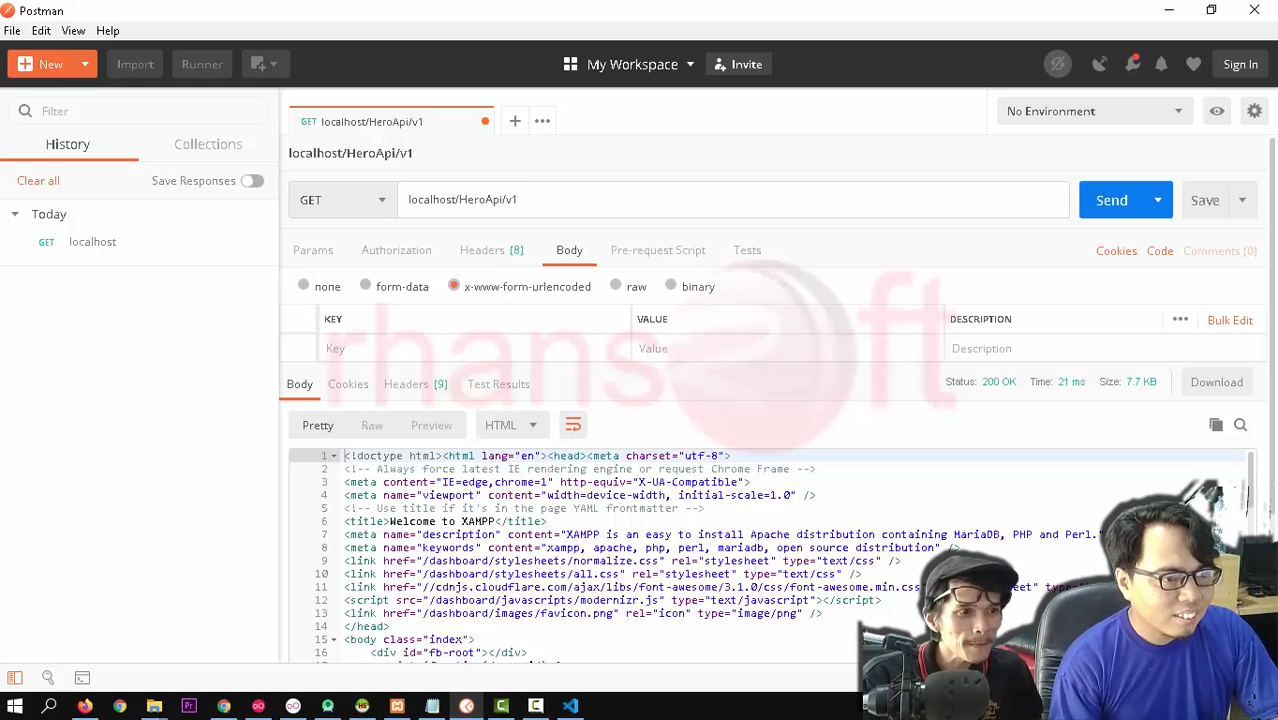 Postman
File Edit View Help
New Import Runner My Workspace Invite Sign In
Filter
History Collections
Clear all Save Responses
Today
GET localhost
GET localhost/HeroApi/v1
No Environment
localhost/HeroApi/v1
GET localhost/HeroApi/v1 Send Save
Params Authorization Headers (8) Body Pre-request Script Tests Cookies Code Comments (0)
none form-data x-www-form-urlencoded raw binary
KEY VALUE DESCRIPTION Bulk Edit
Key Value Description
rhansoft
Body Cookies Headers (9) Test Results Status: 200 OK Time: 21 ms Size: 7.7 KB Download
Pretty Raw Preview HTML
1 <!doctype html><html lang="en"><head><meta charset="utf-8">
2 <!-- Always force latest IE rendering engine or request Chrome Frame -->
3 <meta content="IE=edge,chrome=1" http-equiv="X-UA-Compatible">
4 <meta name="viewport" content="width=device-width, initial-scale=1.0" />
5 <!-- Use title if it's in the page YAML frontmatter -->
6 <title>Welcome to XAMPP</title>
7 <meta name="description" content="XAMPP is an easy to install Apache distribution containing MariaDB, PHP and Perl."
8 <meta name="keywords" content="xampp, apache, php, perl, mariadb, open source distribution" />
9 <link href="/dashboard/stylesheets/normalize.css" rel="stylesheet" type="text/css" />
10 <link href="/dashboard/stylesheets/all.css" rel="stylesheet" type="text/css" />
11 <link href="//cdnjs.cloudflare.com/ajax/libs/font-awesome/3.1.0/css/font-awesome.min.css" rel="stylesheet"
12 <script src="/dashboard/javascripts/modernizr.js" type="text/javascript"></script>
13 <link href="/dashboard/images/favicon.png" rel="icon" type="image/png" />
14 </head>
15 <body class="index">
16 <div id="fb-root"></div>